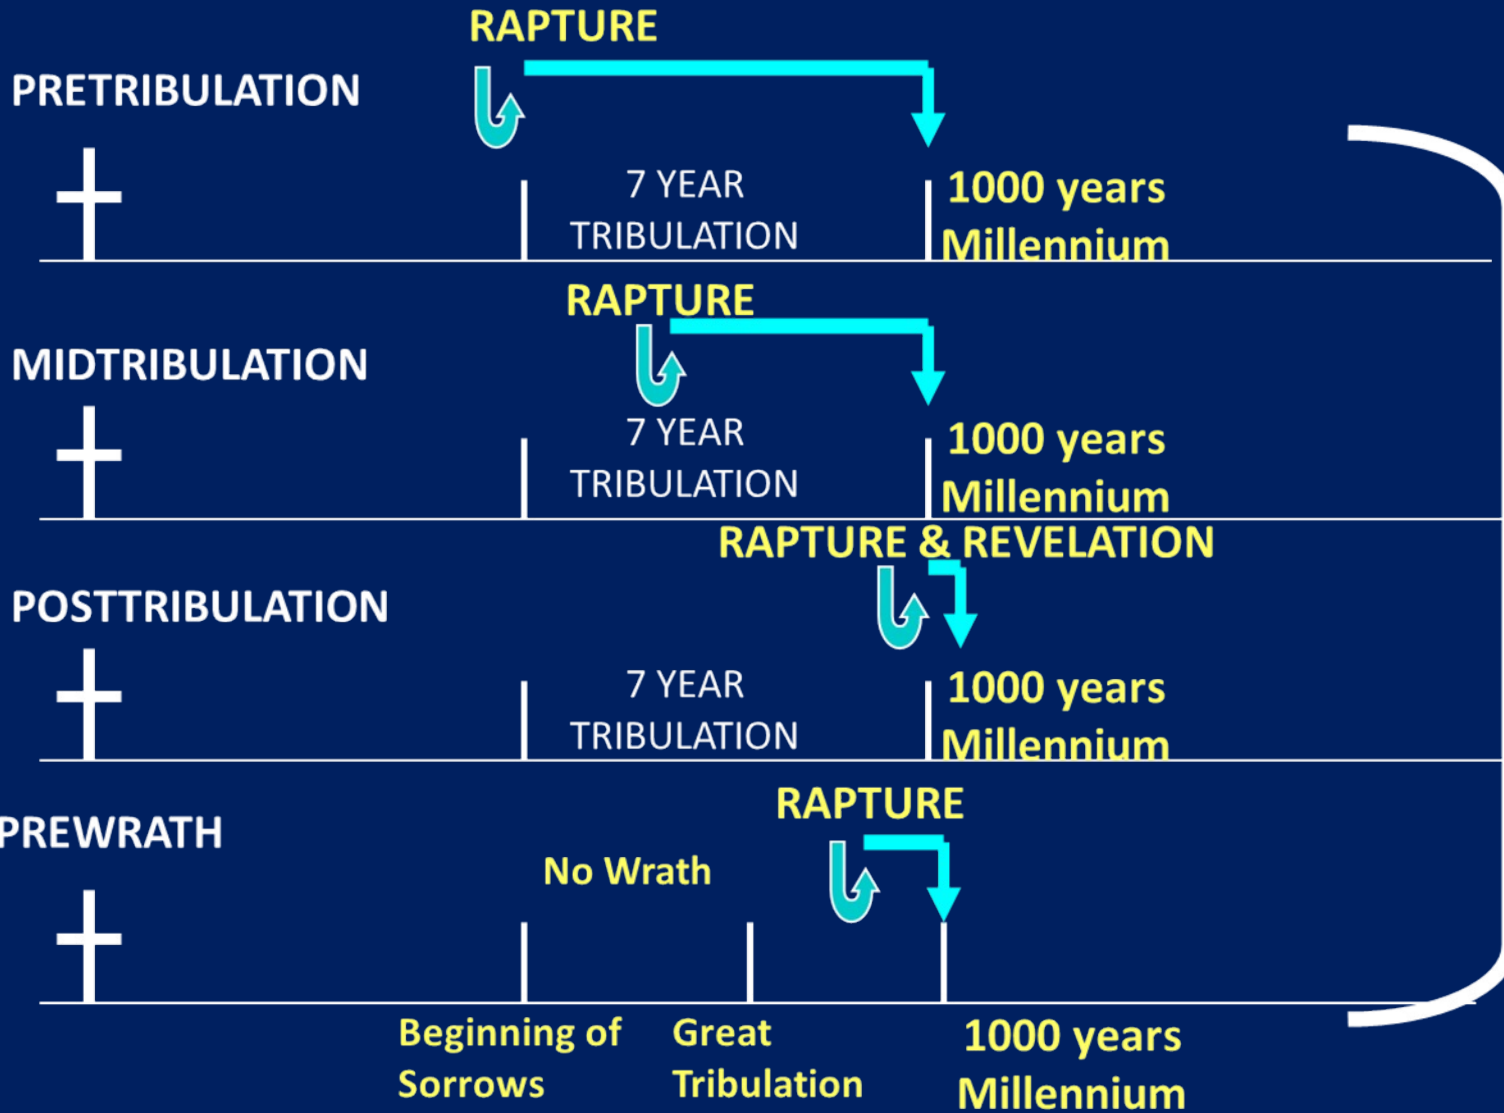 RAPTURE
PRETRIBULATION
7 YEAR
TRIBULATION
1000 years
Millennium
RAPTURE
MIDTRIBULATION
7 YEAR
TRIBULATION
1000 years
Millennium
RAPTURE & REVELATION
POSTTRIBULATION
7 YEAR
TRIBULATION
1000 years
Millennium
RAPTURE
PREWRATH
No Wrath
Beginning of
Sorrows
Great
Tribulation
1000 years
Millennium